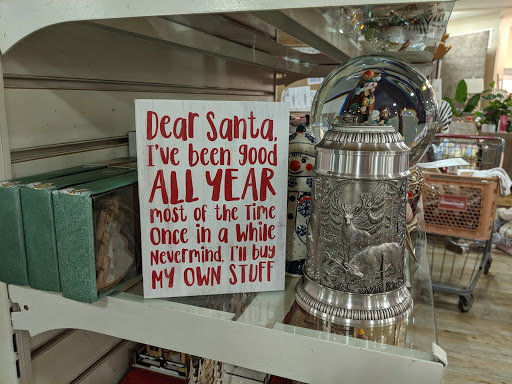 Dear Santa,
I've been good
ALL YEAR
most of the Time
Once in a While
Nevermind, I'll buy
MY OWN STUFF
HomeGoods